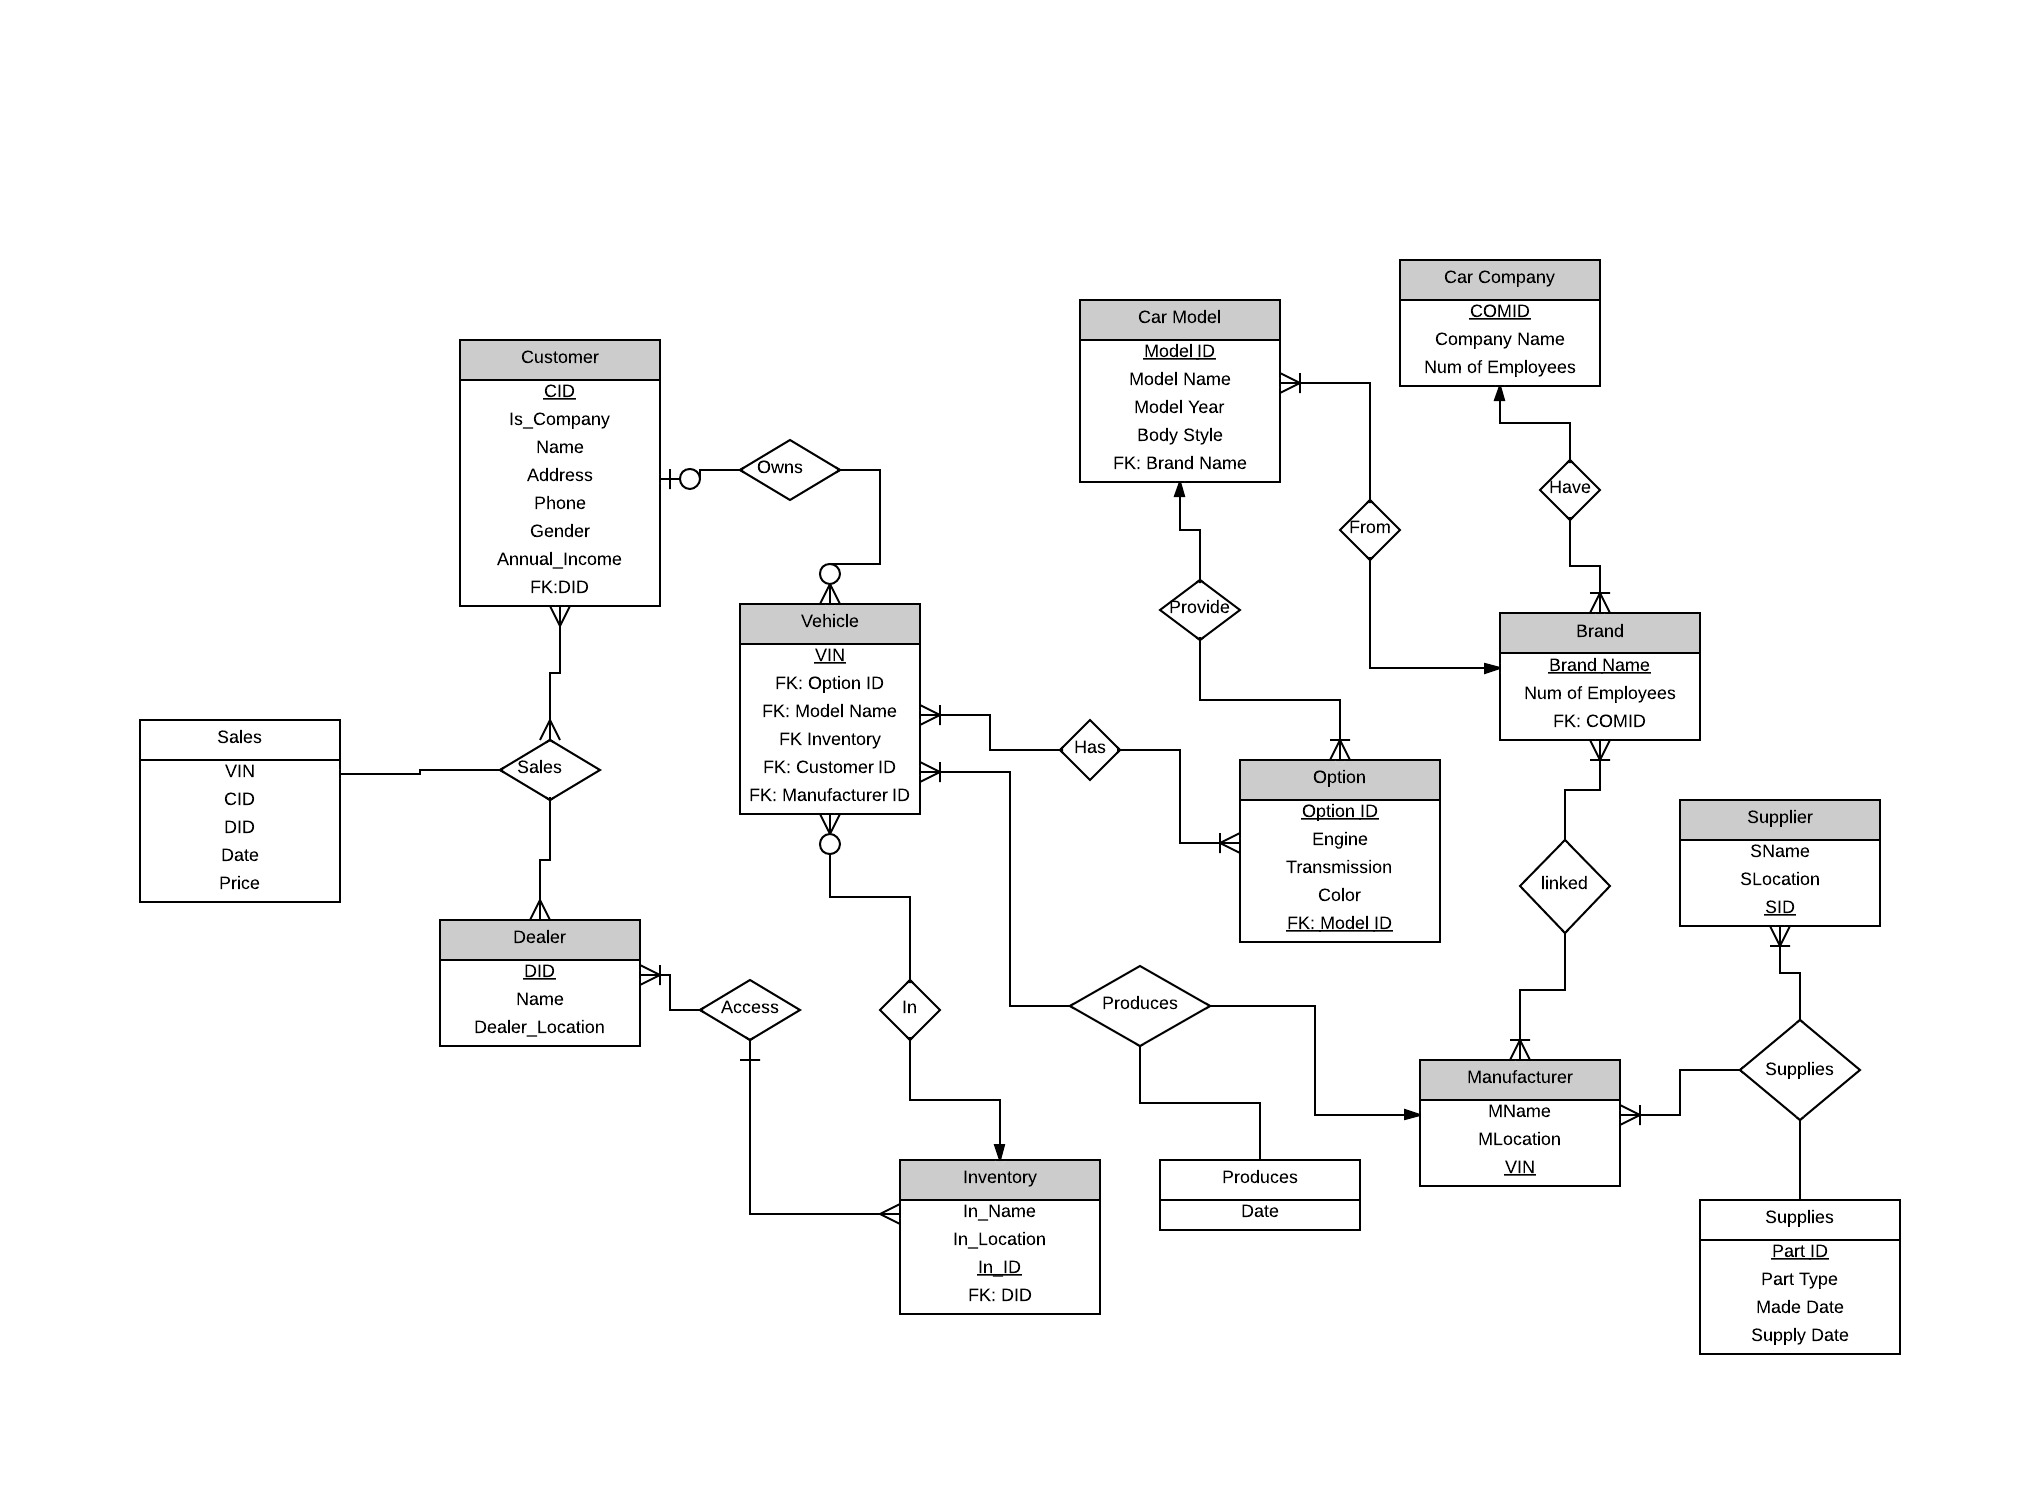 Car Company
COMID
Company Name
Num of Employees
Car Model
Model ID
Model Name
Model Year
Body Style
FK: Brand Name
Customer
CID
Is_Company
Name
Address
Phone
Gender
Annual_Income
FK:DID
Owns
Have
From
Provide
Vehicle
VIN
FK: Option ID
FK: Model Name
FK Inventory
FK: Customer ID
FK: Manufacturer ID
Brand
Brand Name
Num of Employees
FK: COMID
Sales
VIN
CID
DID
Date
Price
Sales
Has
Option
Option ID
Engine
Transmission
Color
FK: Model ID
linked
Supplier
SName
SLocation
SID
Dealer
DID
Name
Dealer_Location
Access
In
Produces
Manufacturer
MName
MLocation
VIN
Supplies
Inventory
In_Name
In_Location
In_ID
FK: DID
Produces
Date
Supplies
Part ID
Part Type
Made Date
Supply Date